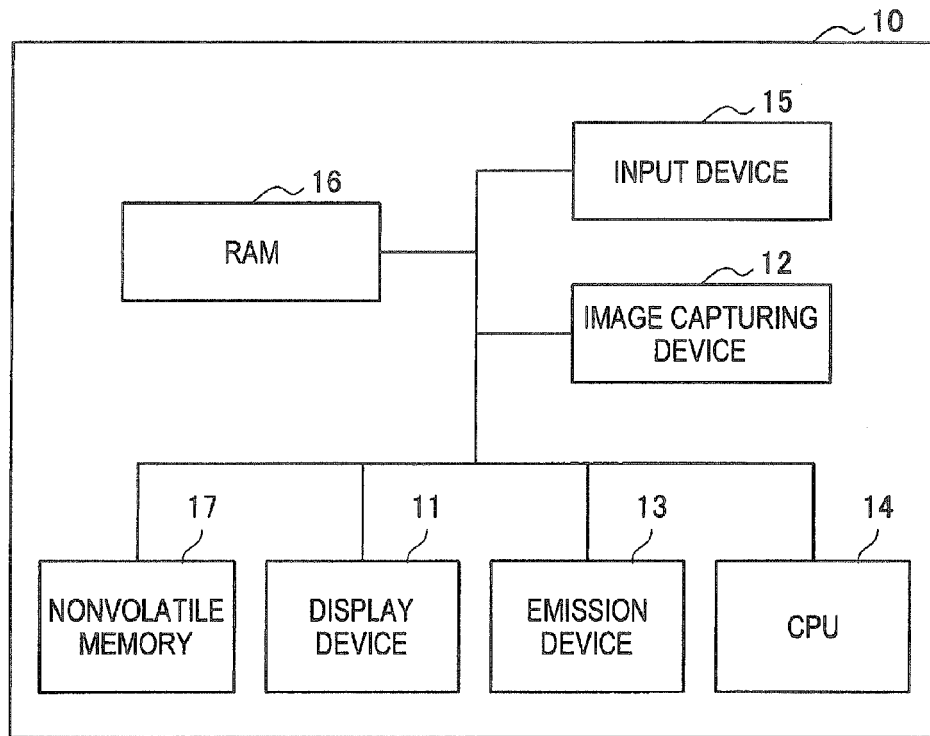 10
15
INPUT DEVICE
16
RAM
12
IMAGE CAPTURING
DEVICE
17
NONVOLATILE
MEMORY
11
DISPLAY
DEVICE
13
EMISSION
DEVICE
14
CPU